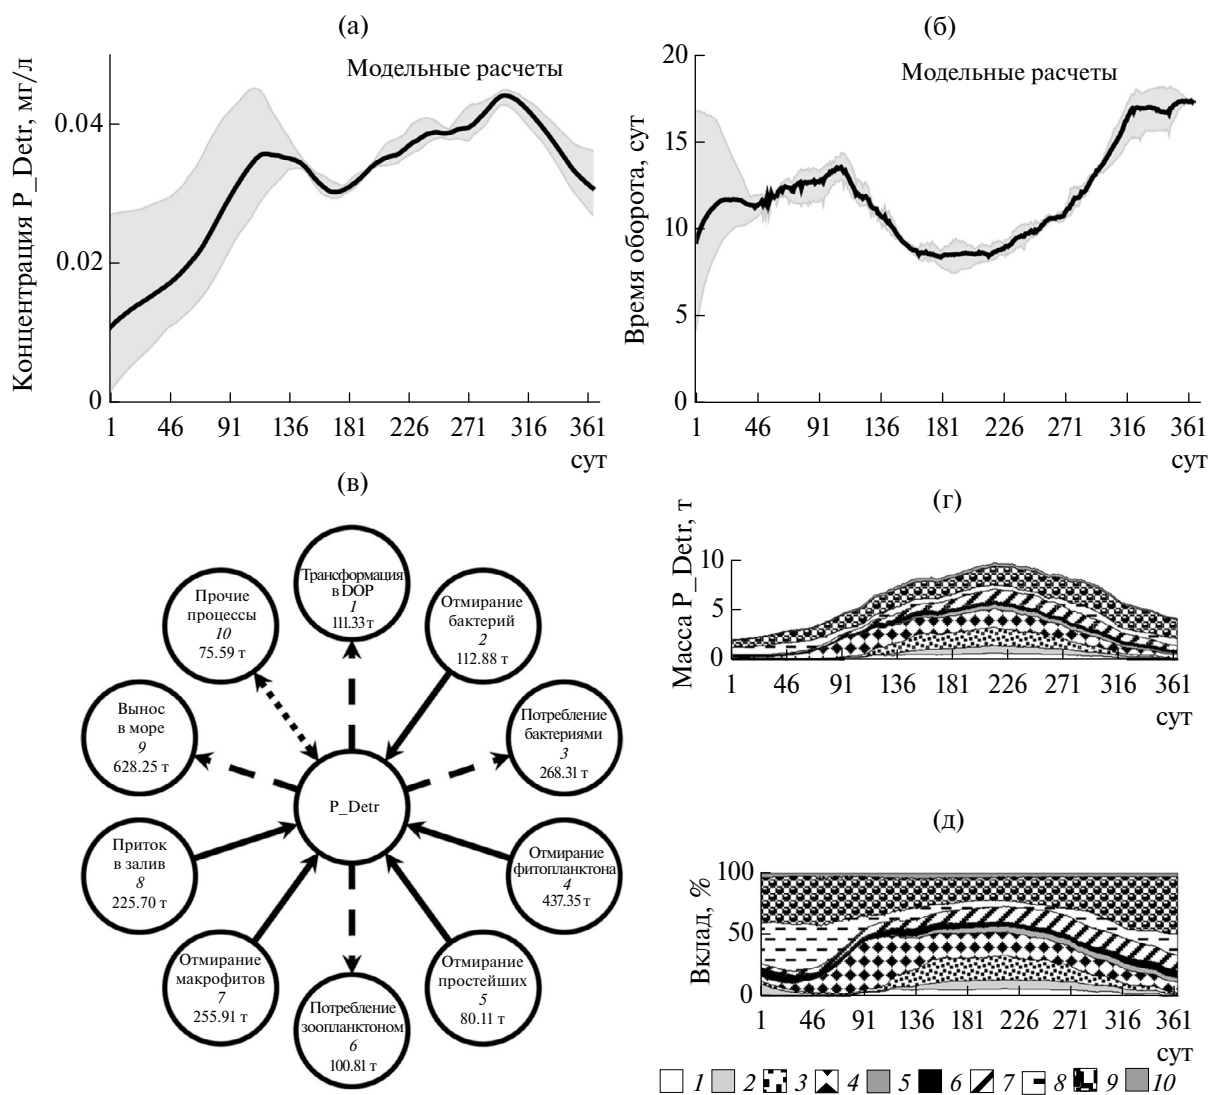 (а)
Концентрация P_Detr, мг/л
Модельные расчеты
0.04
0.02
0
1 46 91 136 181 226 271 316 361
сут
(б)
Время оборота, сут
Модельные расчеты
20
15
10
5
0
1 46 91 136 181 226 271 316 361
сут
(в)
Трансформация
в DOP
1
111.33 т
Отмирание
бактерий
2
112.88 т
Потребление
бактериями
3
268.31 т
Отмирание
фитопланктона
4
437.35 т
Отмирание
простейших
5
80.11 т
Потребление
зоопланктоном
6
100.81 т
Отмирание
макрофитов
7
255.91 т
Приток
в залив
8
225.70 т
Вынос
в море
9
628.25 т
Прочие
процессы
10
75.59 т
P_Detr
(г)
Масса P_Detr, т
10
5
0
1 46 91 136 181 226 271 316 361
сут
(д)
Вклад, %
100
50
0
1 46 91 136 181 226 271 316 361
сут
1 2 3 4 5 6 7 8 9 10